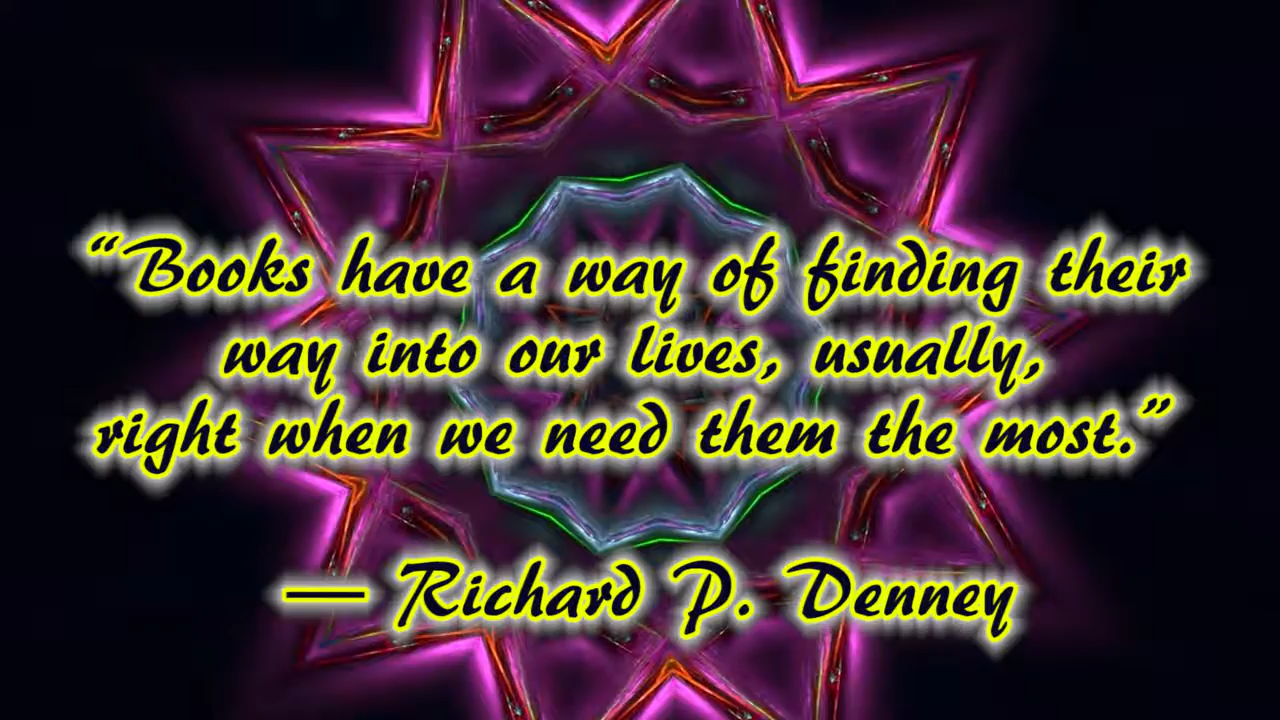 “Books have a way of finding their
way into our lives, usually,
right when we need them the most.”
— Richard P. Denney